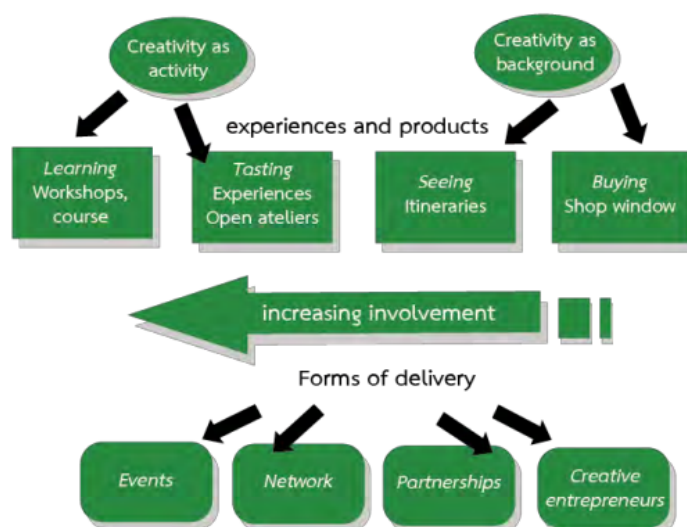 Creativity as
activity
Creativity as
background
experiences and products
Learning
Workshops,
course
Tasting
Experiences
Open ateliers
Seeing
Itineraries
Buying
Shop window
increasing involvement
Forms of delivery
Events
Network
Partnerships
Creative
entrepreneurs